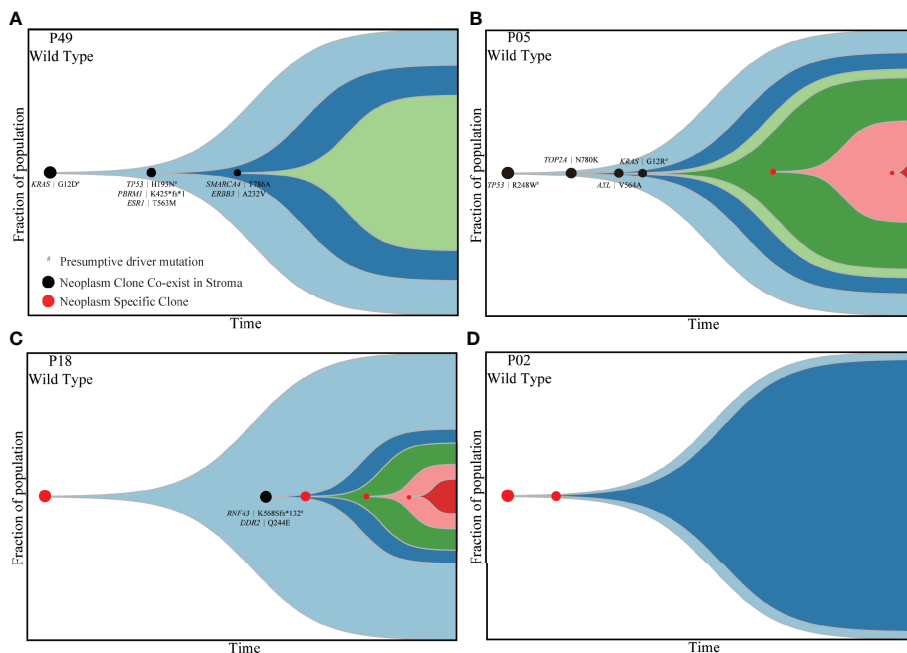 A
P49
Wild Type
Fraction of population
KRAS | G12D#
TP53 | H193N#
PBRM1 | K425*fs*1
ESR1 | T563M
SMARCA4 | T786A
ERBB3 | A232V
# Presumptive driver mutation
Neoplasm Clone Co-exist in Stroma
Neoplasm Specific Clone
Time
B
P05
Wild Type
Fraction of population
TOP2A | N780K
KRAS | G12R#
TP53 | R248W#
AXL | V564A
Time
C
P18
Wild Type
Fraction of population
RNF43 | K568Sfs*132#
DDR2 | Q244E
Time
D
P02
Wild Type
Fraction of population
Time